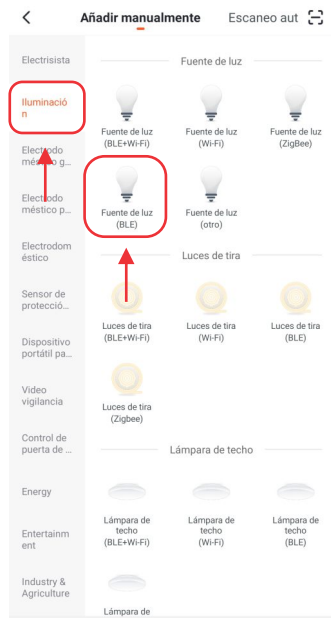 Añadir manualmente Escaneo aut
Electrisista
Iluminació
n
Electrodo
méstico g...
Electrodo
méstico p...
Electrodom
éstico
Sensor de
protecció...
Dispositivo
portátil pa...
Video
vigilancia
Control de
puerta de ...
Energy
Entertainm
ent
Industry &
Agriculture
Fuente de luz
Fuente de luz
(BLE+Wi-Fi)
Fuente de luz
(Wi-Fi)
Fuente de luz
(ZigBee)
Fuente de luz
(BLE)
Fuente de luz
(otro)
Luces de tira
Luces de tira
(BLE+Wi-Fi)
Luces de tira
(Wi-Fi)
Luces de tira
(BLE)
Luces de tira
(Zigbee)
Lámpara de techo
Lámpara de
techo
(BLE+Wi-Fi)
Lámpara de
techo
(Wi-Fi)
Lámpara de
techo
(BLE)
Lámpara de